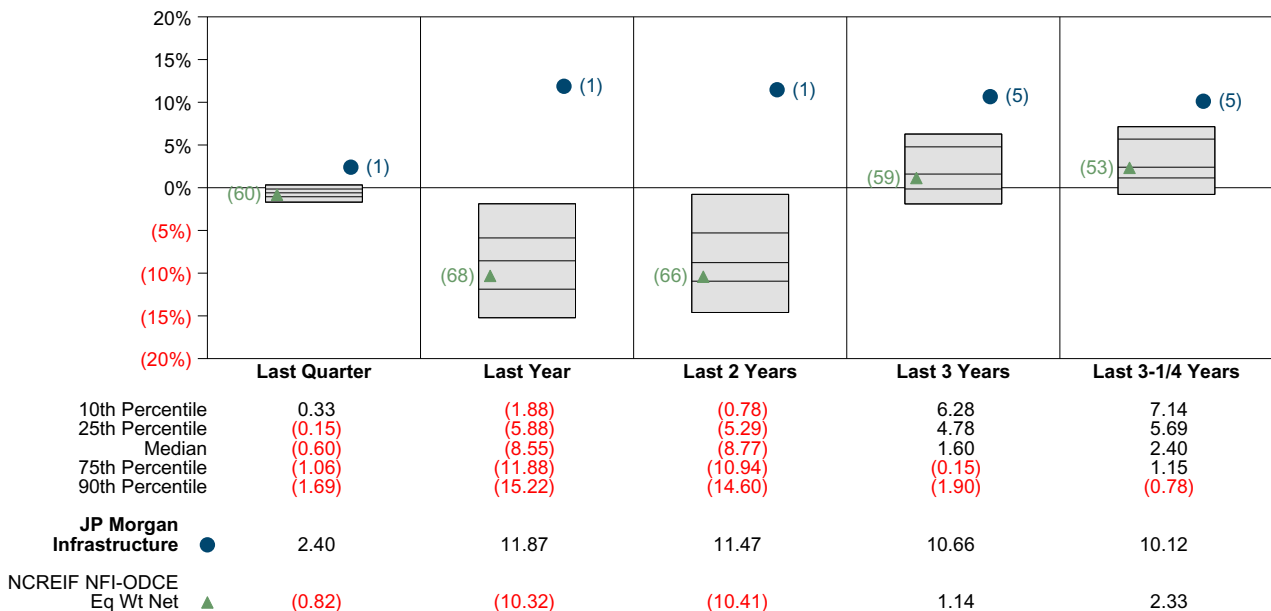 20%
15%
10%
5%
0%
(5%)
(10%)
(15%)
(20%)
(1)
(60)
(1)
(68)
(1)
(66)
(5)
(59)
(5)
(53)
Last Quarter Last Year Last 2 Years Last 3 Years Last 3-1/4 Years
10th Percentile 0.33 (1.88) (0.78) 6.28 7.14
25th Percentile (0.15) (5.88) (5.29) 4.78 5.69
Median (0.60) (8.55) (8.77) 1.60 2.40
75th Percentile (1.06) (11.88) (10.94) (0.15) 1.15
90th Percentile (1.69) (15.22) (14.60) (1.90) (0.78)
JP Morgan
Infrastructure 2.40 11.87 11.47 10.66 10.12
NCREIF NFI-ODCE
Eq Wt Net (0.82) (10.32) (10.41) 1.14 2.33